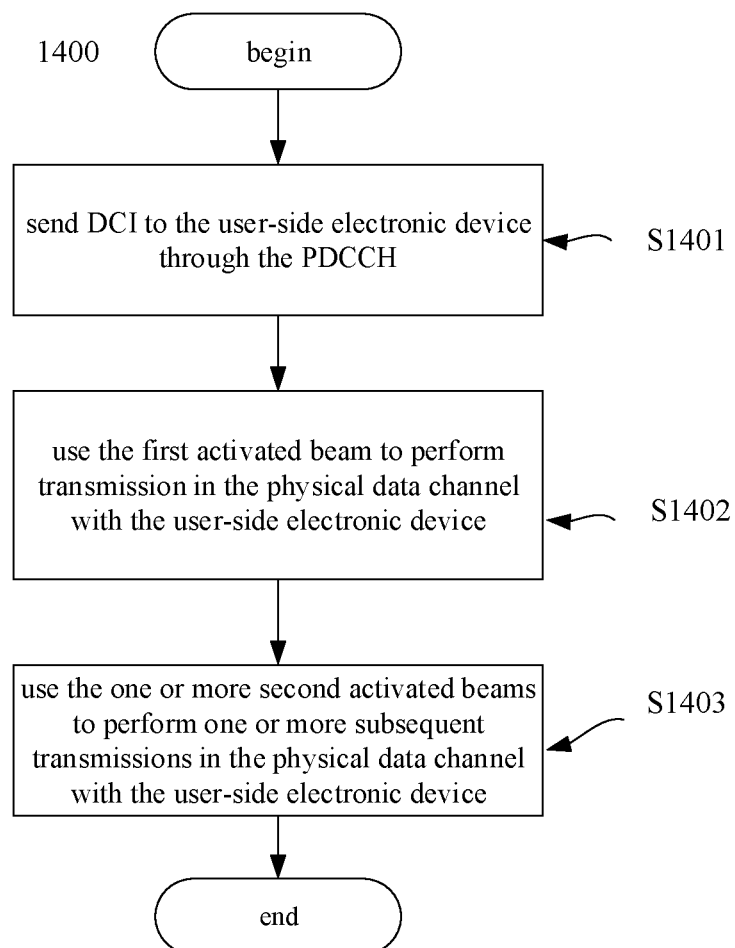 1400
begin
send DCI to the user-side electronic device
through the PDCCH
S1401
use the first activated beam to perform
transmission in the physical data channel
with the user-side electronic device
S1402
use the one or more second activated beams
to perform one or more subsequent
transmissions in the physical data channel
with the user-side electronic device
S1403
end